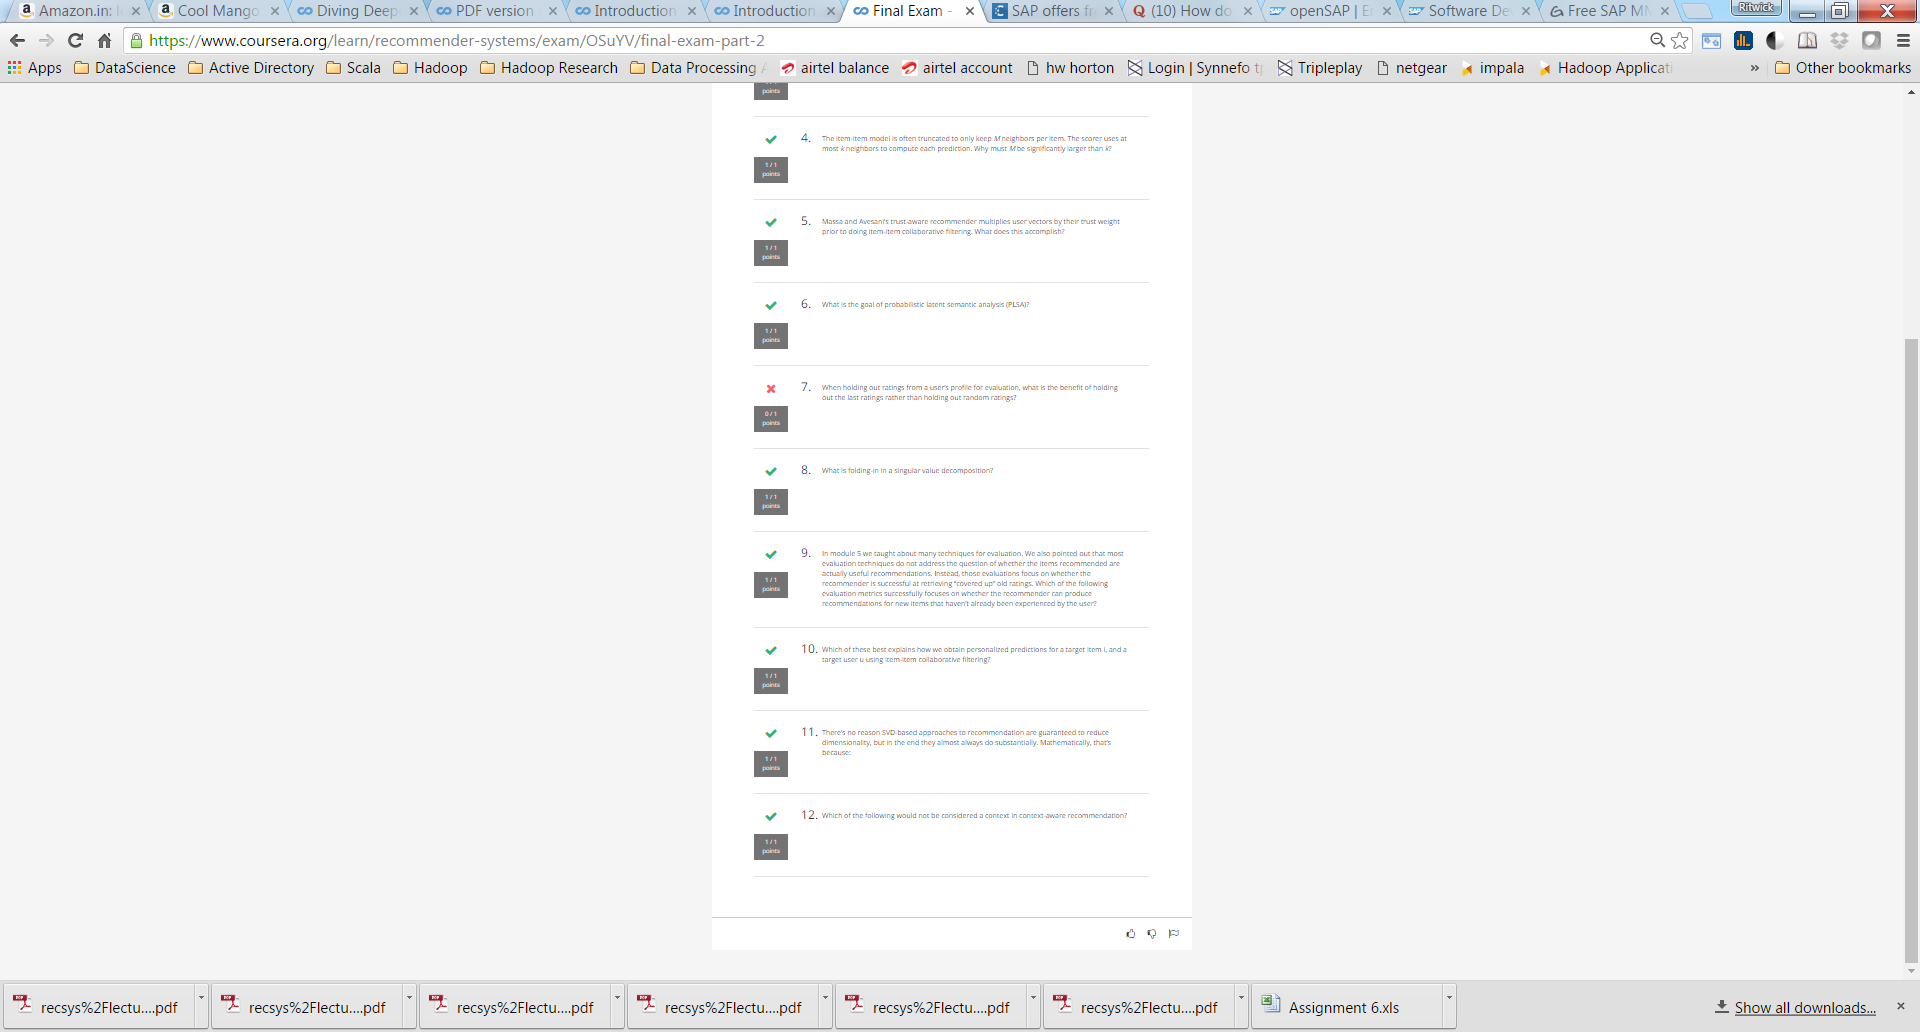 Amazon.in: l
Cool Mango
Diving Deep
PDF version
Introduction
Introduction
Final Exam -
SAP offers fr
(10) How do
openSAP | E
Software De
Free SAP M
Ritwick
https://www.coursera.org/learn/recommender-systems/exam/OSuYV/final-exam-part-2
Apps
DataScience
Active Directory
Scala
Hadoop
Hadoop Research
Data Processing
airtel balance
airtel account
hw horton
Login | Synnefo
Tripleplay
netgear
impala
Hadoop Applicati
»
Other bookmarks
points
4. The item-item model is often truncated to only keep M neighbors per item. The scorer uses at
most k neighbors to compute each prediction. Why must M be significantly larger than k?
1 / 1
points
5. Massa and Avesani's trust-aware recommender multiplies user vectors by their trust weight
prior to doing item-item collaborative filtering. What does this accomplish?
1 / 1
points
6. What is the goal of probabilistic latent semantic analysis (PLSA)?
1 / 1
points
7. When holding out ratings from a user's profile for evaluation, what is the benefit of holding
out the last ratings rather than holding out random ratings?
0 / 1
points
8. What is folding-in in a singular value decomposition?
1 / 1
points
9. In module 5 we taught about many techniques for evaluation. We also pointed out that most
evaluation techniques do not address the question of whether the items recommended are
actually useful recommendations. Instead, those evaluations focus on whether the
recommender is successful at retrieving "covered up" old ratings. Which of the following
evaluation metrics successfully focuses on whether the recommender can produce
recommendations for new items that haven't already been experienced by the user?
1 / 1
points
10. Which of these best explains how we obtain personalized predictions for a target item i, and a
target user u using item-item collaborative filtering?
1 / 1
points
11. There's no reason SVD-based approaches to recommendation are guaranteed to reduce
dimensionality, but in the end they almost always do substantially. Mathematically, that's
because:
1 / 1
points
12. Which of the following would not be considered a context in context-aware recommendation?
1 / 1
points
recsys%2Flectu....pdf
recsys%2Flectu....pdf
recsys%2Flectu....pdf
recsys%2Flectu....pdf
recsys%2Flectu....pdf
recsys%2Flectu....pdf
Assignment 6.xls
Show all downloads...